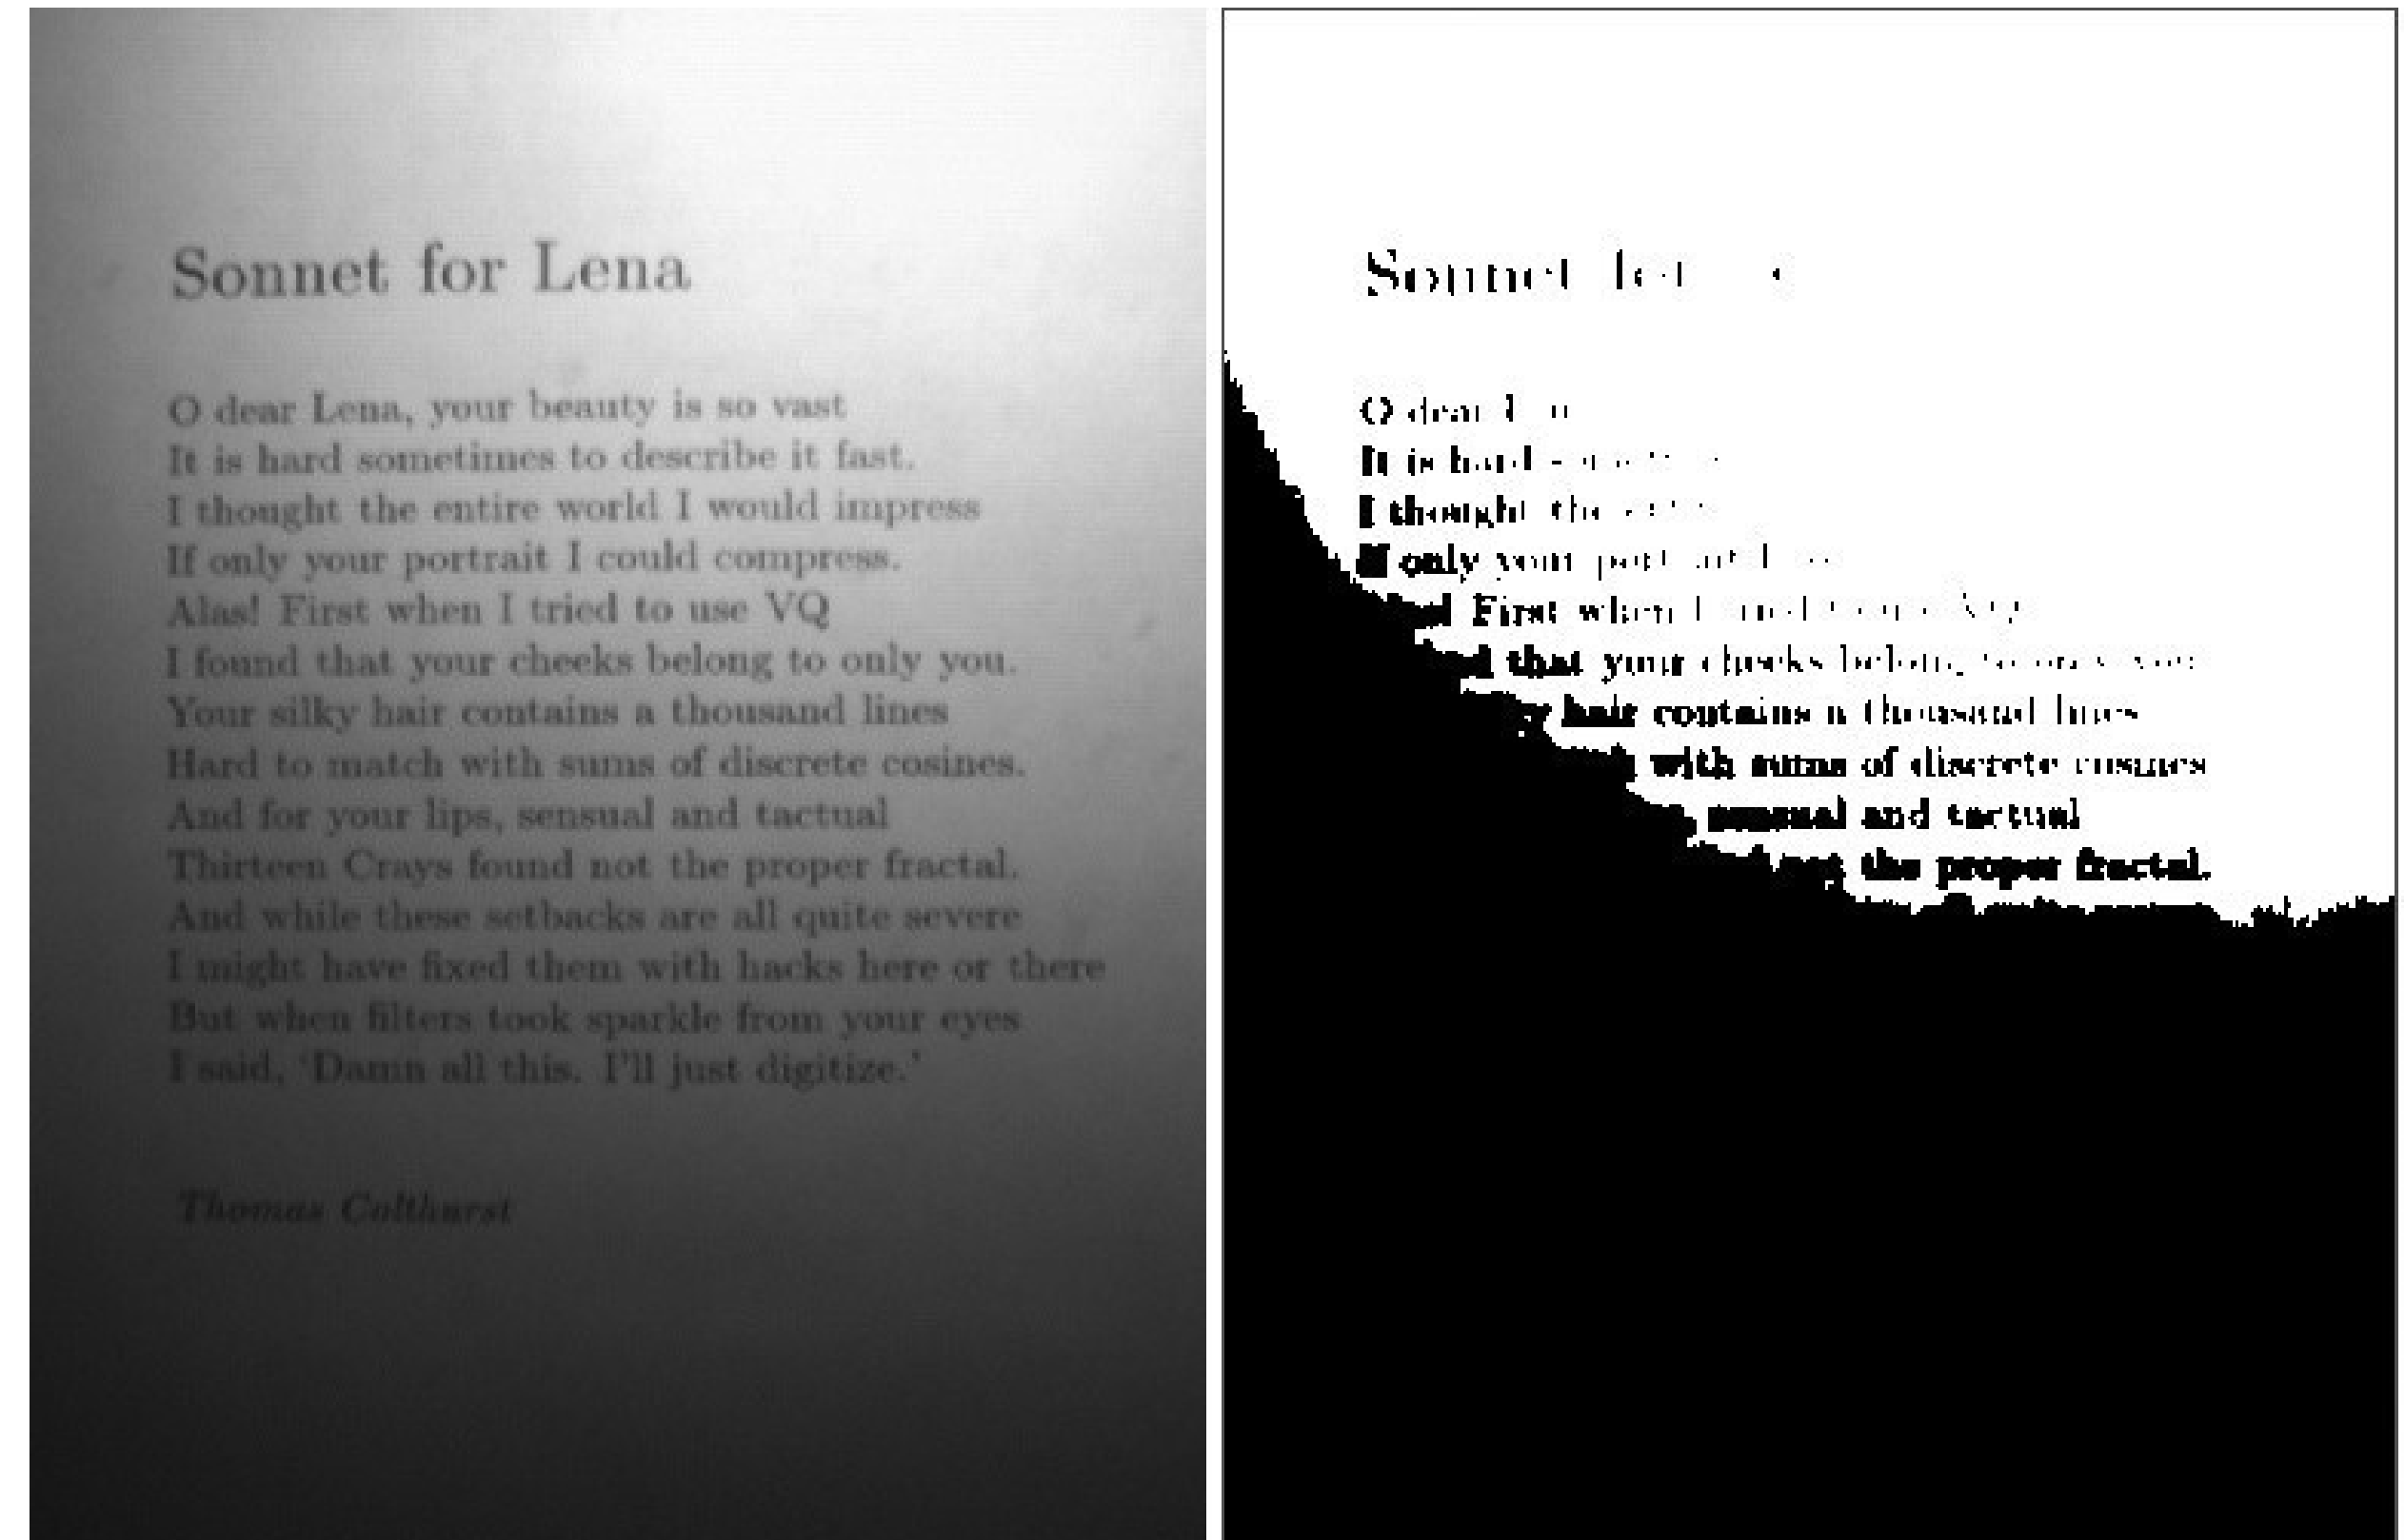 Sonnet for Lena
O dear Lena, your beauty is so vast
It is hard sometimes to describe it fast.
I thought the entire world I would impress
If only your portrait I could compress.
Alas! First when I tried to use VQ
I found that your cheeks belong to only you.
Your silky hair contains a thousand lines
Hard to match with sums of discrete cosines.
And for your lips, sensual and tactual
Thirteen Crays found not the proper fractal.
And while these setbacks are all quite severe
I might have fixed them with hacks here or there
But when filters took sparkle from your eyes
I said, ‘Damn all this. I’ll just digitize.’
Thomas Colthurst
Sonnet
O dear
It is hard
I thought the
If only your
First when
that your cheeks belong
hair contains a thousand lines
with sums of discrete cosines
sensual and tactual
not the proper fractal.